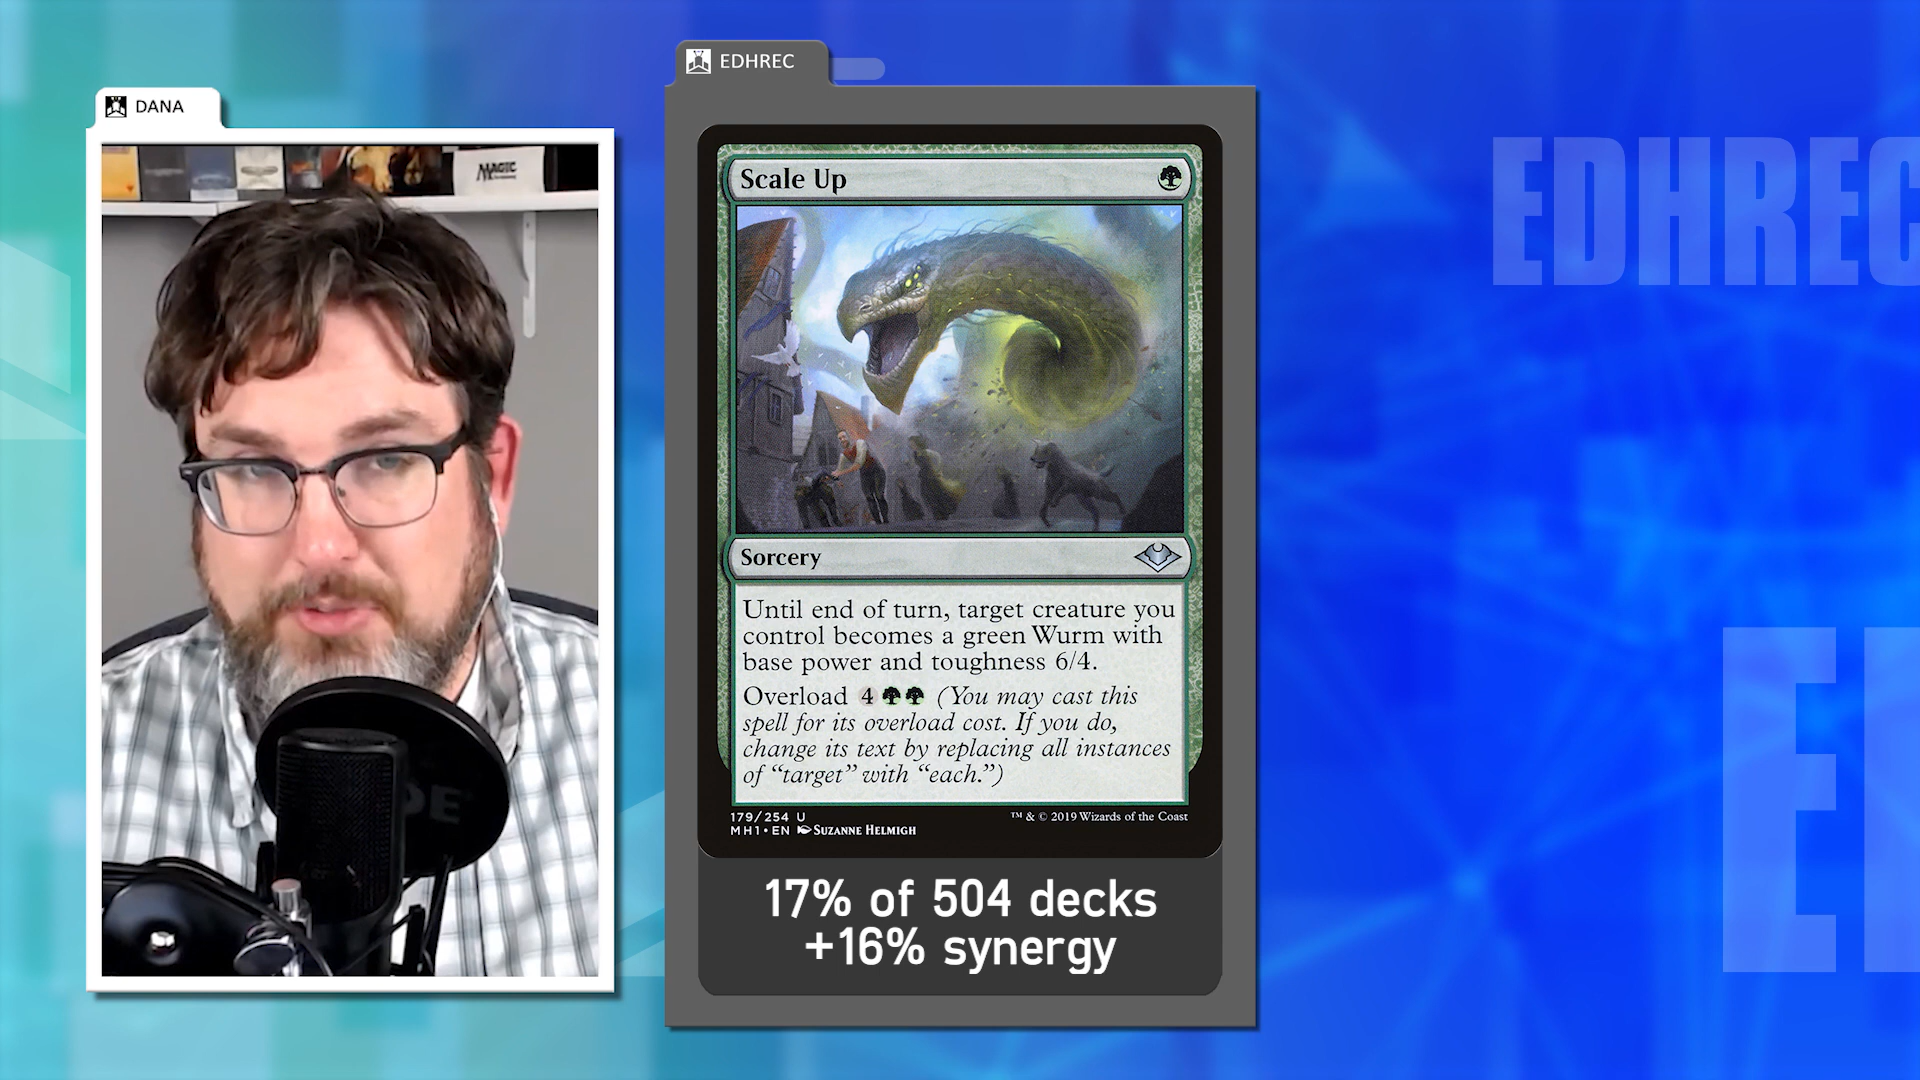 DANA
MAGIC
EDHREC
Scale Up
Sorcery
Until end of turn, target creature you
control becomes a green Wurm with
base power and toughness 6/4.
Overload 4 (You may cast this
spell for its overload cost. If you do,
change its text by replacing all instances
of “target” with “each.”)
179/254 U
MH1•EN SUZANNE HELMIGH
™ & © 2019 Wizards of the Coast
17% of 504 decks
+16% synergy
EDHREC